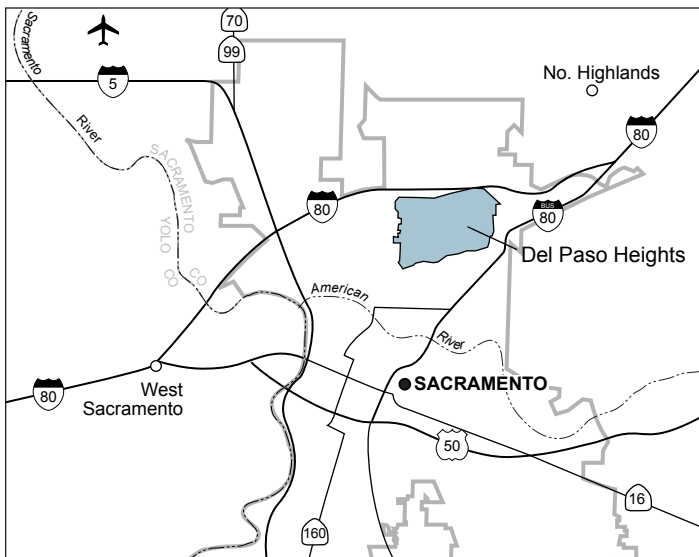 70
99
No. Highlands
5
80
Sacramento
River
SACRAMENTO
CO
YOLO
CO
80
BUS
80
Del Paso Heights
American
River
West
Sacramento
SACRAMENTO
80
50
16
160